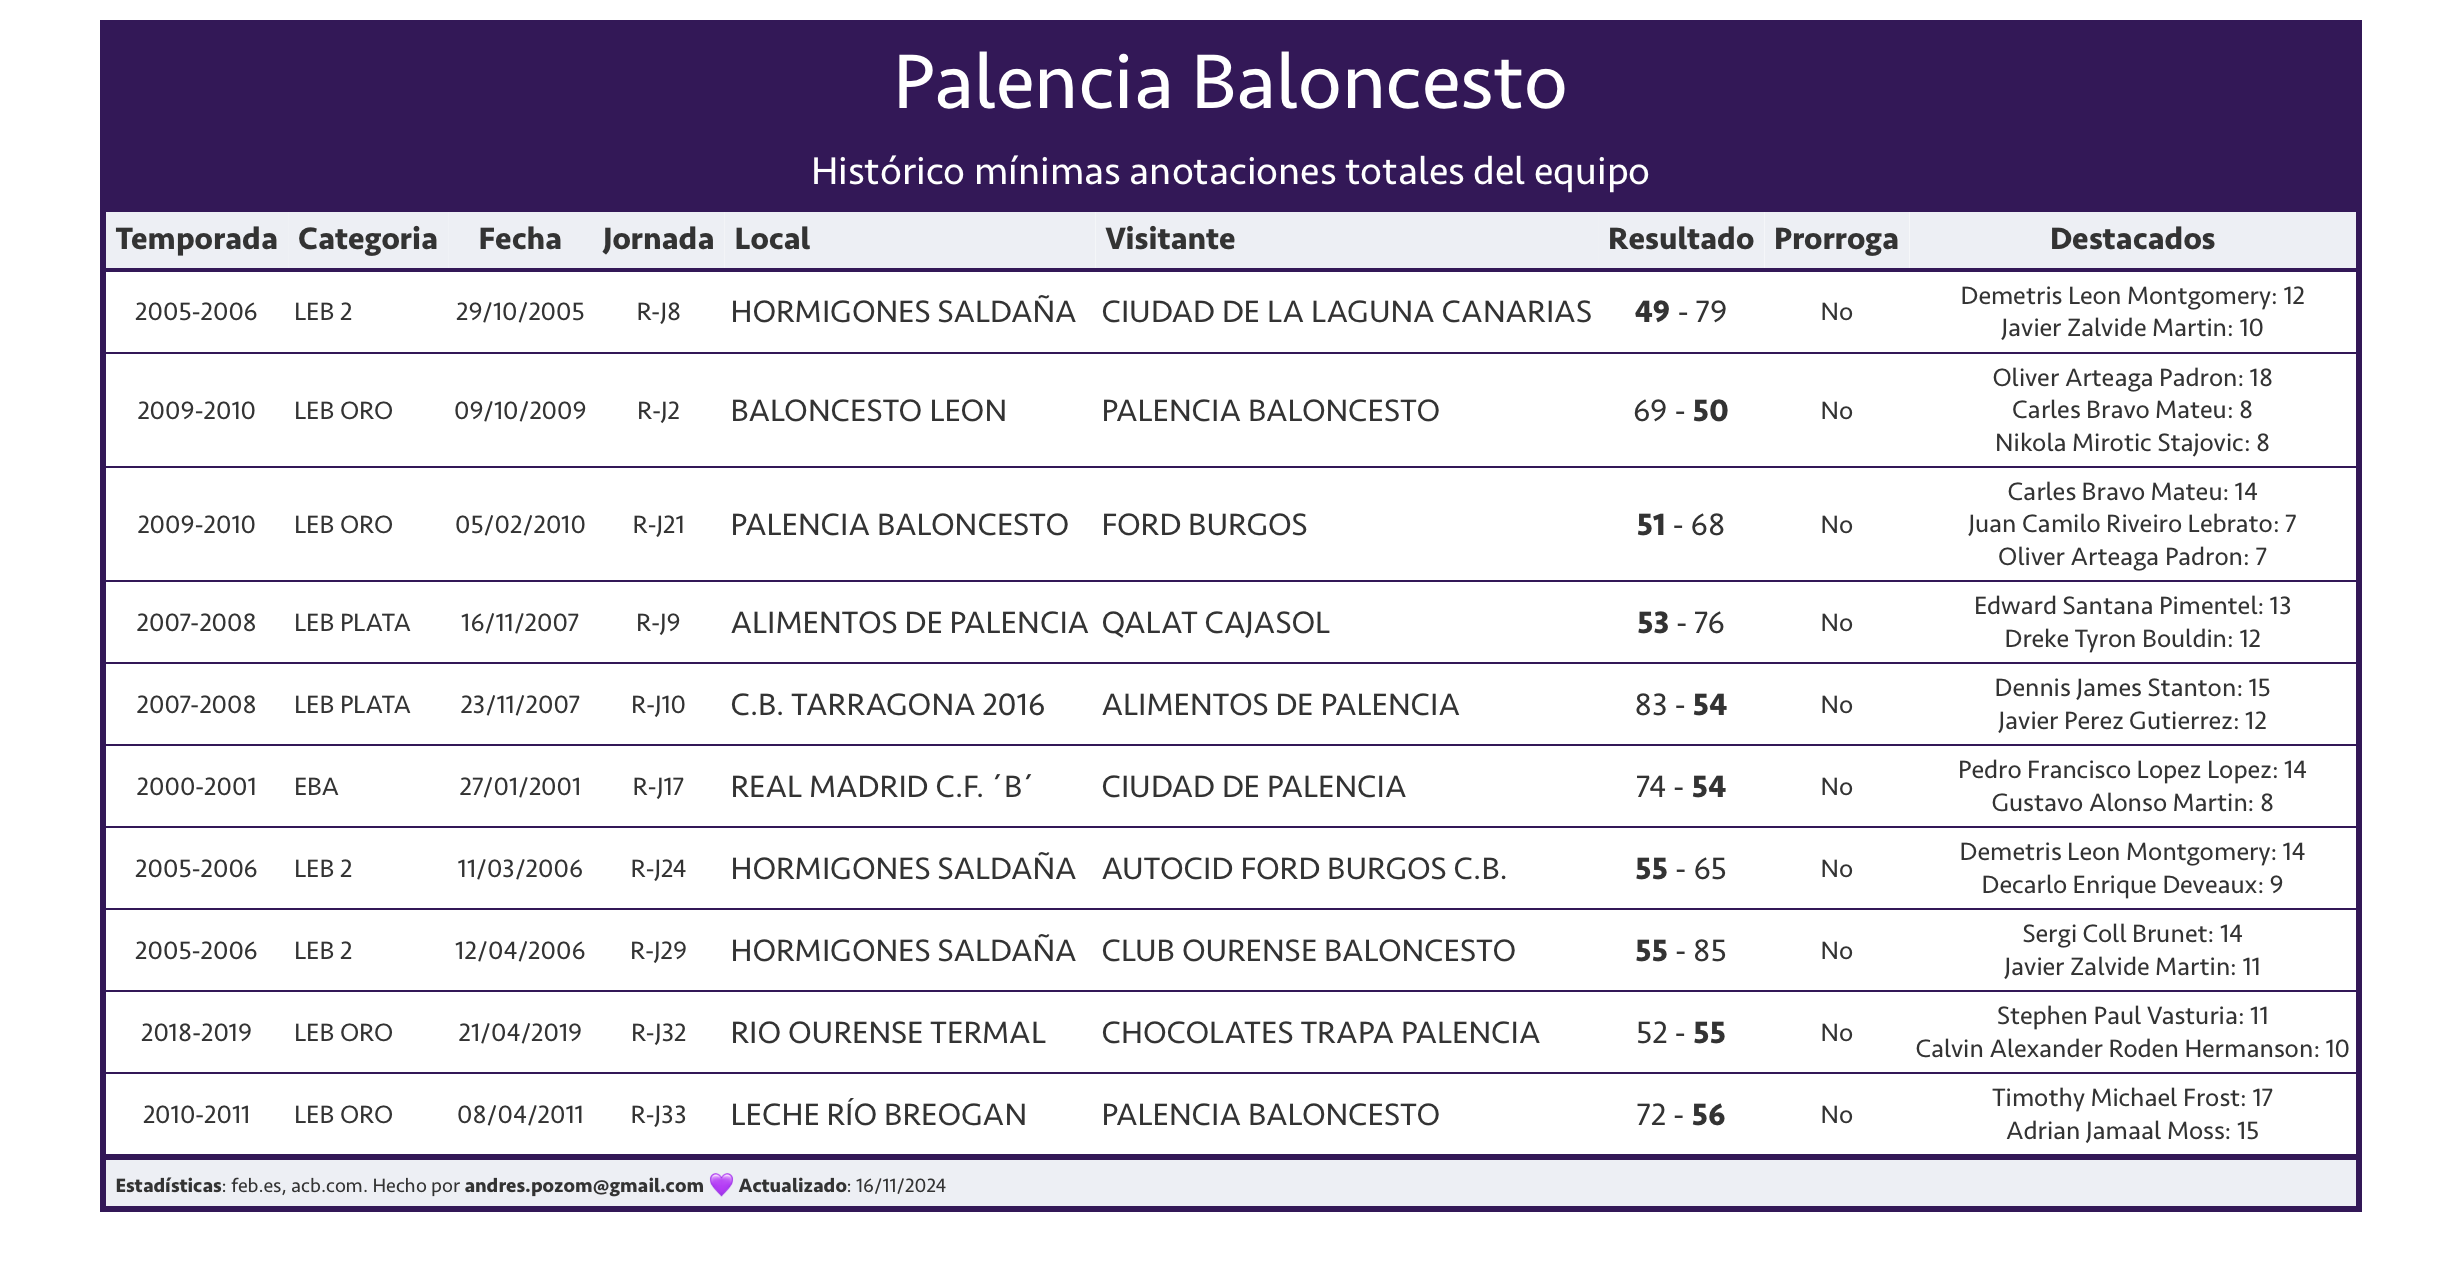 Palencia Baloncesto
Histórico mínimas anotaciones totales del equipo
Temporada Categoria Fecha Jornada Local Visitante Resultado Prorroga Destacados
2005-2006 LEB 2 29/10/2005 R-J8 HORMIGONES SALDAÑA CIUDAD DE LA LAGUNA CANARIAS 49 - 79 No Demetris Leon Montgomery: 12
Javier Zalvide Martin: 10
2009-2010 LEB ORO 09/10/2009 R-J2 BALONCESTO LEON PALENCIA BALONCESTO 69 - 50 No Oliver Arteaga Padron: 18
Carles Bravo Mateu: 8
Nikola Mirotic Stajovic: 8
2009-2010 LEB ORO 05/02/2010 R-J21 PALENCIA BALONCESTO FORD BURGOS 51 - 68 No Carles Bravo Mateu: 14
Juan Camilo Riveiro Lebrato: 7
Oliver Arteaga Padron: 7
2007-2008 LEB PLATA 16/11/2007 R-J9 ALIMENTOS DE PALENCIA QALAT CAJASOL 53 - 76 No Edward Santana Pimentel: 13
Dreke Tyron Bouldin: 12
2007-2008 LEB PLATA 23/11/2007 R-J10 C.B. TARRAGONA 2016 ALIMENTOS DE PALENCIA 83 - 54 No Dennis James Stanton: 15
Javier Perez Gutierrez: 12
2000-2001 EBA 27/01/2001 R-J17 REAL MADRID C.F. ´B´ CIUDAD DE PALENCIA 74 - 54 No Pedro Francisco Lopez Lopez: 14
Gustavo Alonso Martin: 8
2005-2006 LEB 2 11/03/2006 R-J24 HORMIGONES SALDAÑA AUTOCID FORD BURGOS C.B. 55 - 65 No Demetris Leon Montgomery: 14
Decarlo Enrique Deveaux: 9
2005-2006 LEB 2 12/04/2006 R-J29 HORMIGONES SALDAÑA CLUB OURENSE BALONCESTO 55 - 85 No Sergi Coll Brunet: 14
Javier Zalvide Martin: 11
2018-2019 LEB ORO 21/04/2019 R-J32 RIO OURENSE TERMAL CHOCOLATES TRAPA PALENCIA 52 - 55 No Stephen Paul Vasturia: 11
Calvin Alexander Roden Hermanson: 10
2010-2011 LEB ORO 08/04/2011 R-J33 LECHE RÍO BREOGAN PALENCIA BALONCESTO 72 - 56 No Timothy Michael Frost: 17
Adrian Jamaal Moss: 15
Estadísticas: feb.es, acb.com. Hecho por andres.pozom@gmail.com 💜 Actualizado: 16/11/2024